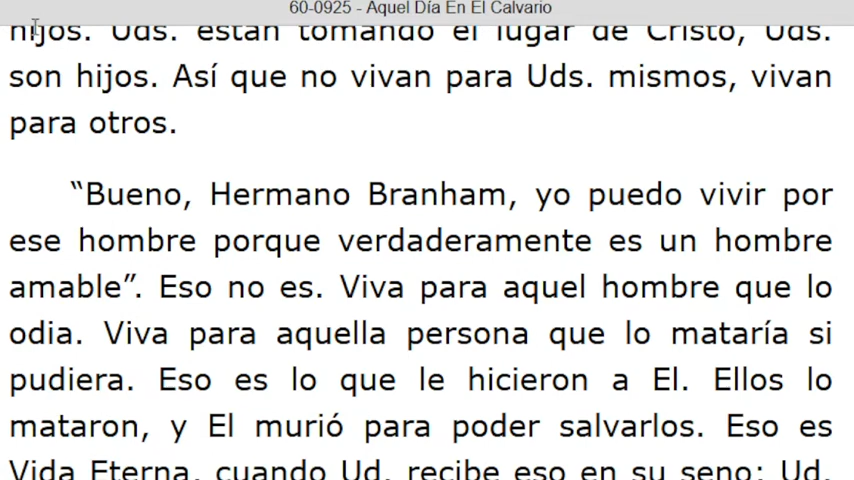 60-0925 - Aquel Día En El Calvario
hijos. Uds. están tomando el lugar de Cristo, Uds.
son hijos. Así que no vivan para Uds. mismos, vivan
para otros.
“Bueno, Hermano Branham, yo puedo vivir por
ese hombre porque verdaderamente es un hombre
amable”. Eso no es. Viva para aquel hombre que lo
odia. Viva para aquella persona que lo mataría si
pudiera. Eso es lo que le hicieron a El. Ellos lo
mataron, y El murió para poder salvarlos. Eso es
Vida Eterna, cuando Ud. recibe eso en su seno; Ud.